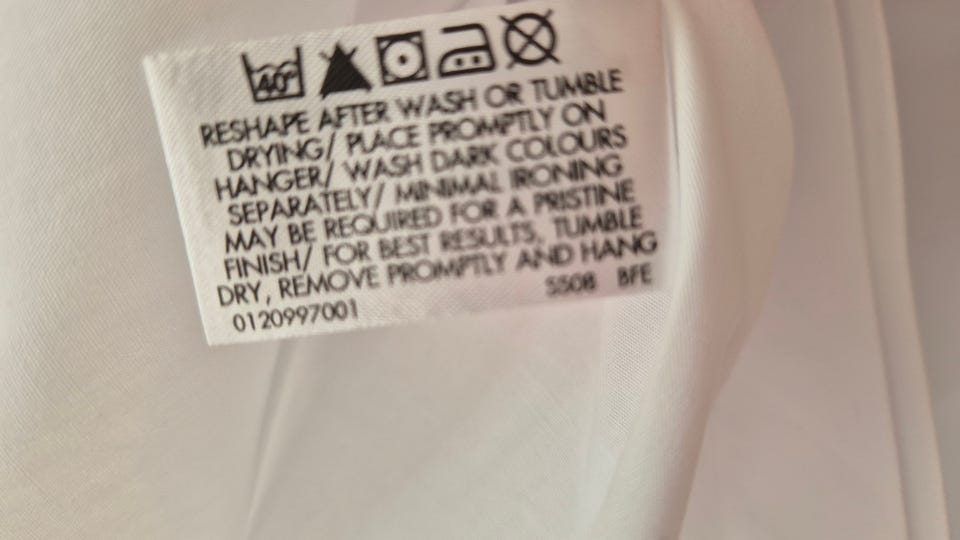 40°
RESHAPE AFTER WASH OR TUMBLE
DRYING/ PLACE PROMPTLY ON
HANGER/ WASH DARK COLOURS
SEPARATELY/ MINIMAL IRONING
MAY BE REQUIRED FOR A PRISTINE
FINISH/ FOR BEST RESULTS, TUMBLE
DRY, REMOVE PROMPTLY AND HANG
0120997001 S508 BFE